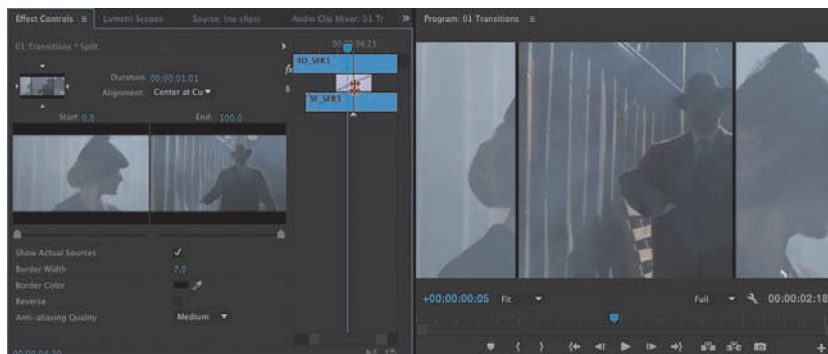 Effect Controls
Lumetri Scopes
Source: (no clips)
Audio Clip Mixer: 01 Tr
Program: 01 Transitions
01 Transitions * Split
00:00:04:23
fx
SD_SER1
Duration 00:00:01:01
Alignment: Center at Cu
SE_SER3
Start: 0.0
End: 100.0
Show Actual Sources
Border Width 7.0
Border Color
Reverse
Anti-aliasing Quality Medium
+00:00:00:05
Fit
Full
00:00:02:18